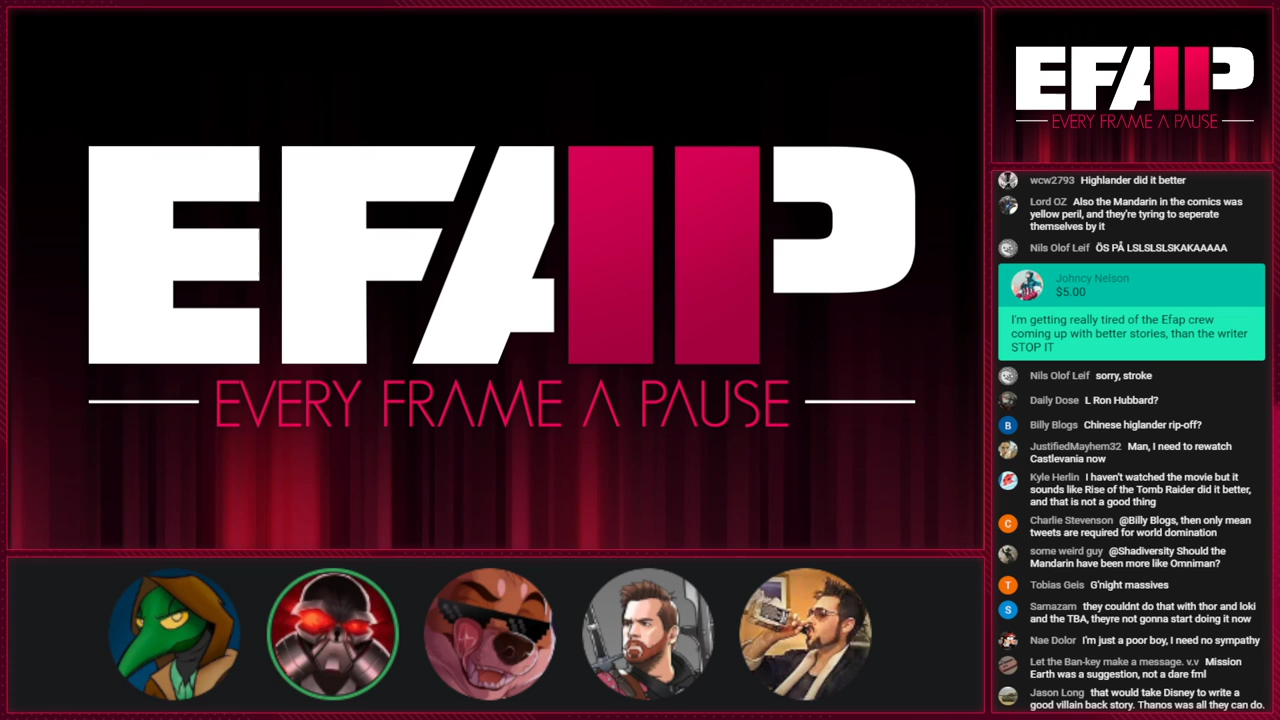 EFAP
EVERY FRAME A PAUSE
EFAP
EVERY FRAME A PAUSE
wcw2793 Highlander did it better
Lord OZ Also the Mandarin in the comics was
yellow peril, and they're tyring to seperate
themselves by it
Nils Olof Leif ÖS PÅ LSLSLSLSKAKAAAAA
Johncy Nelson
$5.00
I'm getting really tired of the Efap crew
coming up with better stories, than the writer
STOP IT
Nils Olof Leif sorry, stroke
Daily Dose L Ron Hubbard?
B
Billy Blogs Chinese higlander rip-off?
JustifiedMayhem32 Man, I need to rewatch
Castlevania now
Kyle Herlin I haven't watched the movie but it
sounds like Rise of the Tomb Raider did it better,
and that is not a good thing
C
Charlie Stevenson @Billy Blogs, then only mean
tweets are required for world domination
some weird guy @Shadiversity Should the
Mandarin have been more like Omniman?
T
Tobias Geis G'night massives
S
Samazam they couldnt do that with thor and loki
and the TBA, theyre not gonna start doing it now
Nae Dolor I'm just a poor boy, I need no sympathy
Let the Ban-key make a message. v.v Mission
Earth was a suggestion, not a dare fml
Jason Long that would take Disney to write a
good villain back story. Thanos was all they can do.